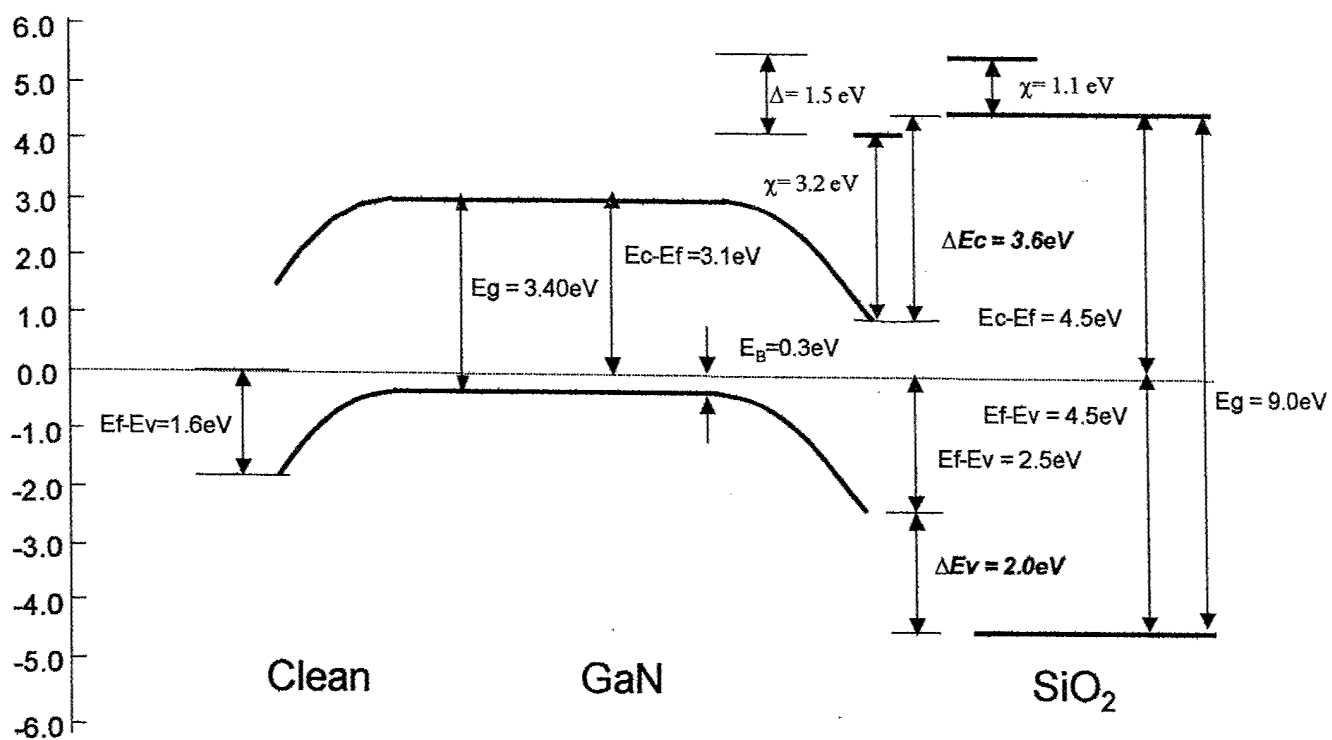 6.0
5.0
4.0
3.0
2.0
1.0
0.0
-1.0
-2.0
-3.0
-4.0
-5.0
-6.0
Δ= 1.5 eV
χ= 1.1 eV
χ= 3.2 eV
ΔEc = 3.6eV
Ec-Ef =3.1eV
Eg = 3.40eV
Ec-Ef = 4.5eV
E_B=0.3eV
Ef-Ev=1.6eV
Ef-Ev = 4.5eV
Eg = 9.0eV
Ef-Ev = 2.5eV
ΔEv = 2.0eV
Clean
GaN
SiO₂